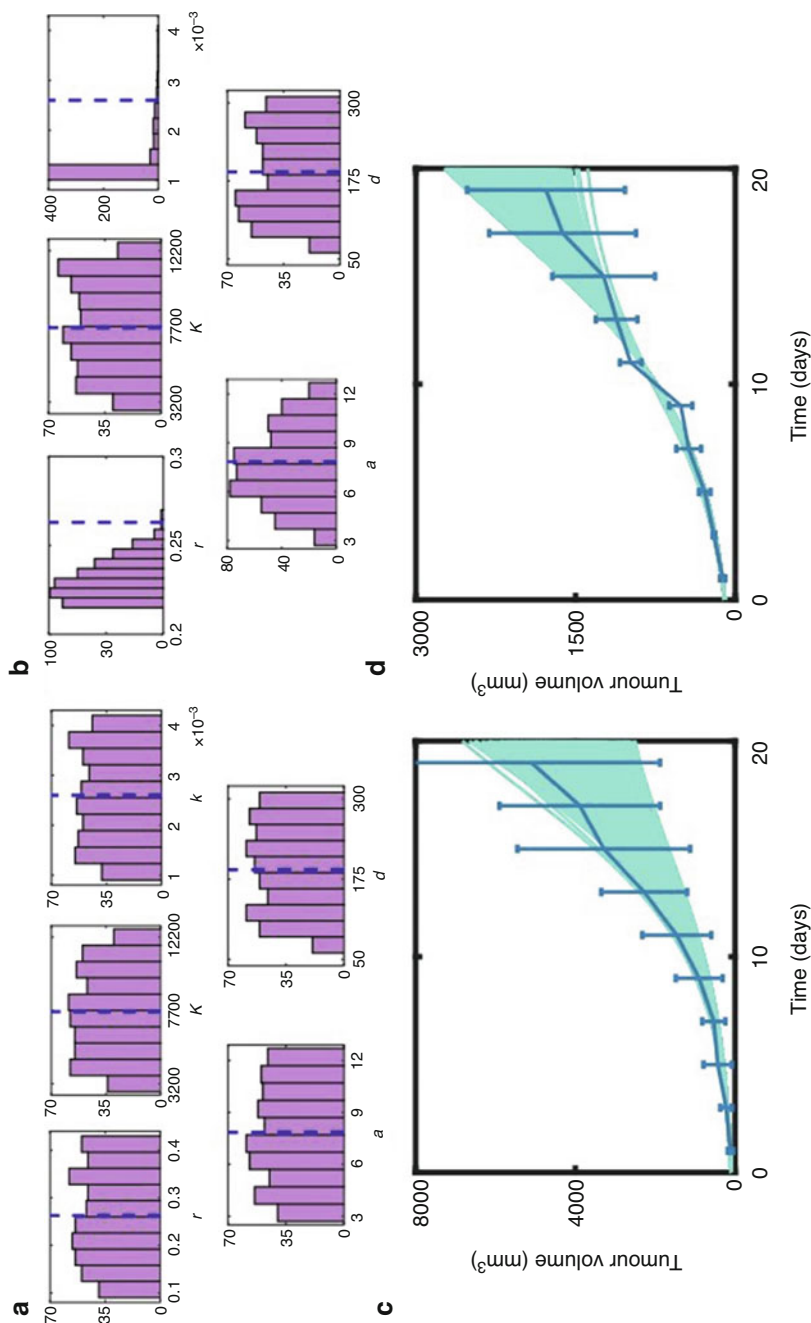 a
70
35
0
0.1 0.2 0.3 0.4
r
70
35
0
3200 7700 12200
K
70
35
0
1 2 3 4
×10⁻³
k
70
35
0
3 6 9 12
a
70
35
0
50 175 300
d
b
100
30
0
0.2 0.25 0.3
r
70
35
0
3200 7700 12200
K
400
200
0
1 2 3 4
×10⁻³
80
40
0
3 6 9 12
a
70
35
0
50 175 300
d
c
Tumour volume (mm³)
8000
4000
0
0 10 20
Time (days)
d
Tumour volume (mm³)
3000
1500
0
0 10 20
Time (days)